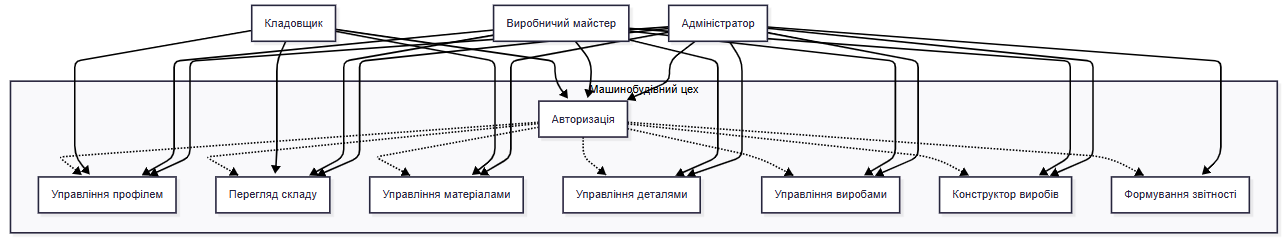 Кладовщик
Виробничий майстер
Адміністратор
Машинобудівний цех
Авторизація
Управління профілем
Перегляд складу
Управління матеріалами
Управління деталями
Управління виробами
Конструктор виробів
Формування звітності